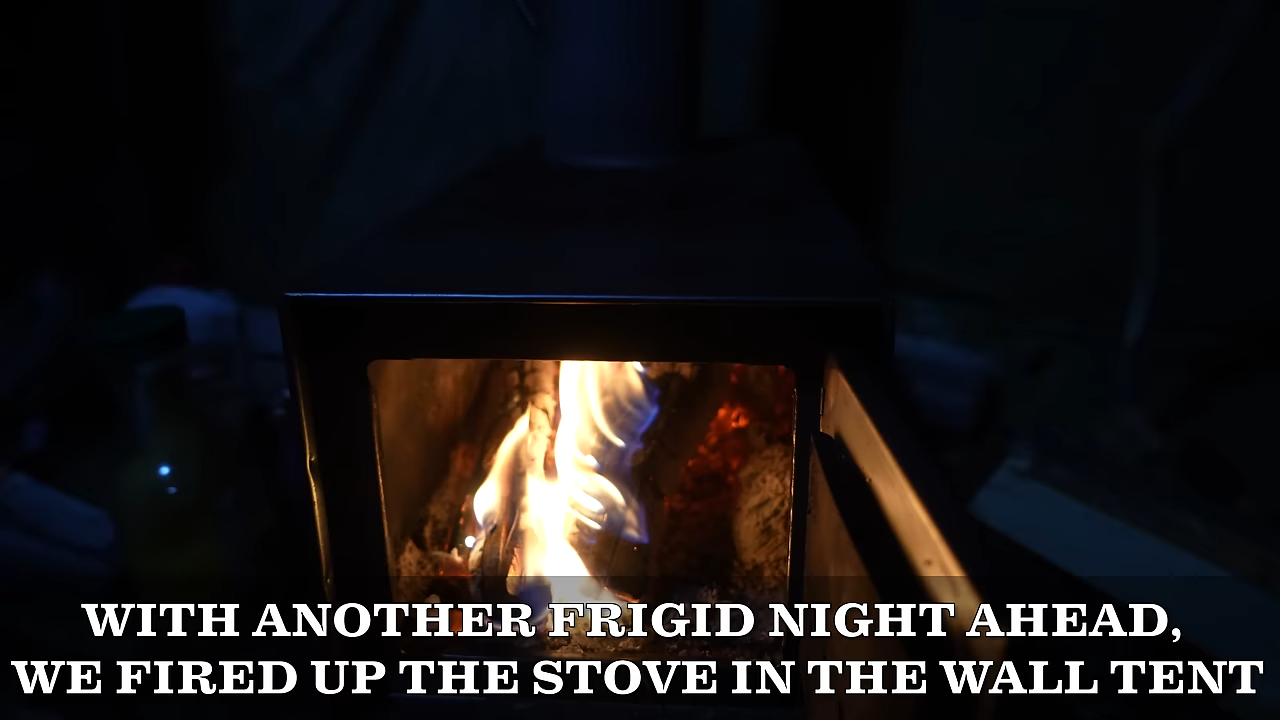 WITH ANOTHER FRIGID NIGHT AHEAD,
WE FIRED UP THE STOVE IN THE WALL TENT